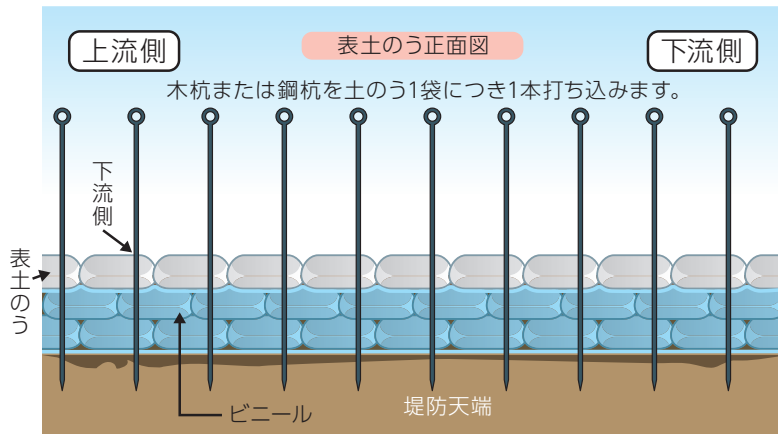 上流側
表土のう正面図
下流側
木杭または鋼杭を土のう1袋につき1本打ち込みます。
下流側
表土のう
ビニール
堤防天端